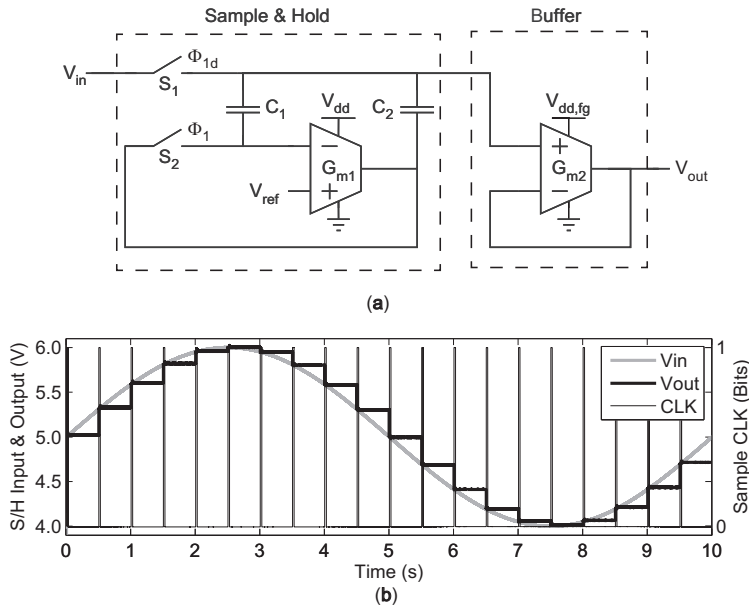 Sample & Hold
Buffer
V_in
Φ_1d
S_1
C_1
V_dd
C_2
V_dd,fg
Φ_1
S_2
−
G_m1
+
V_ref
+
G_m2
−
V_out
(a)
S/H Input & Output (V)
6.0
5.5
5.0
4.5
4.0
Vin
Vout
CLK
1
0
Sample CLK (Bits)
0 1 2 3 4 5 6 7 8 9 10
Time (s)
(b)